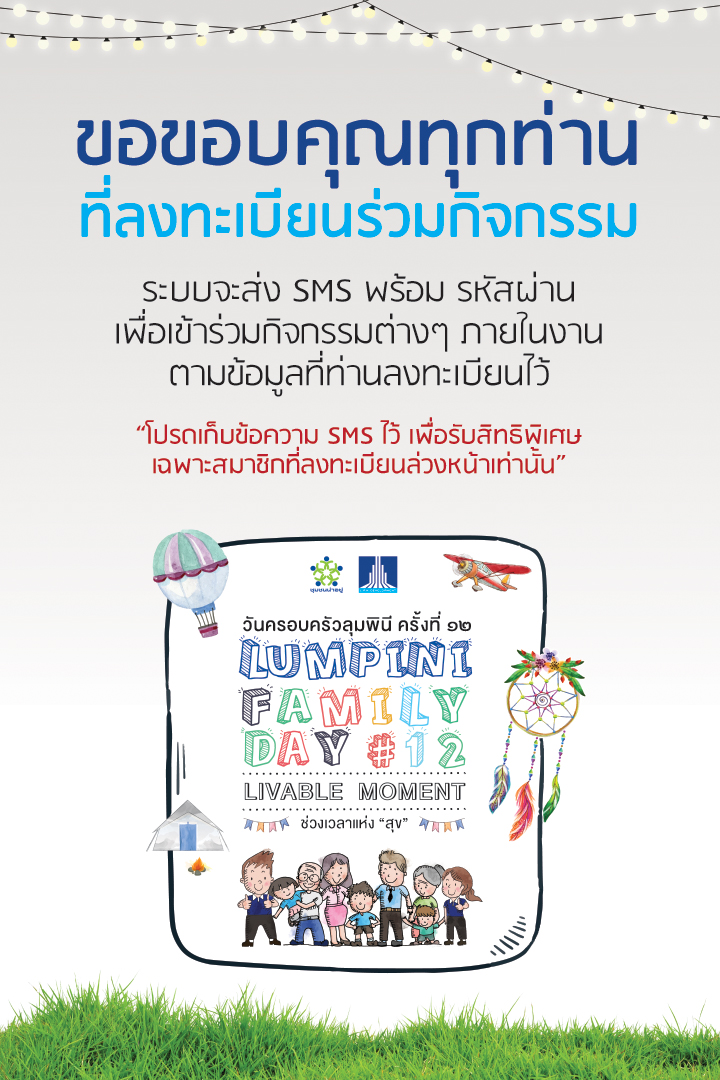 ขอขอบคุณทุกท่าน
ที่ลงทะเบียนร่วมกิจกรรม
ระบบจะส่ง SMS พร้อม รหัสผ่าน
เพื่อเข้าร่วมกิจกรรมต่างๆ ภายในงาน
ตามข้อมูลที่ท่านลงทะเบียนไว้
“โปรดเก็บข้อความ SMS ไว้ เพื่อรับสิทธิพิเศษ
เฉพาะสมาชิกที่ลงทะเบียนล่วงหน้าเท่านั้น”
ชุมชนน่าอยู่
วันครอบครัวลุมพินี ครั้งที่ ๑๒
LUMPINI
FAMILY
DAY #12
LIVABLE MOMENT
ช่วงเวลาแห่ง “สุข”